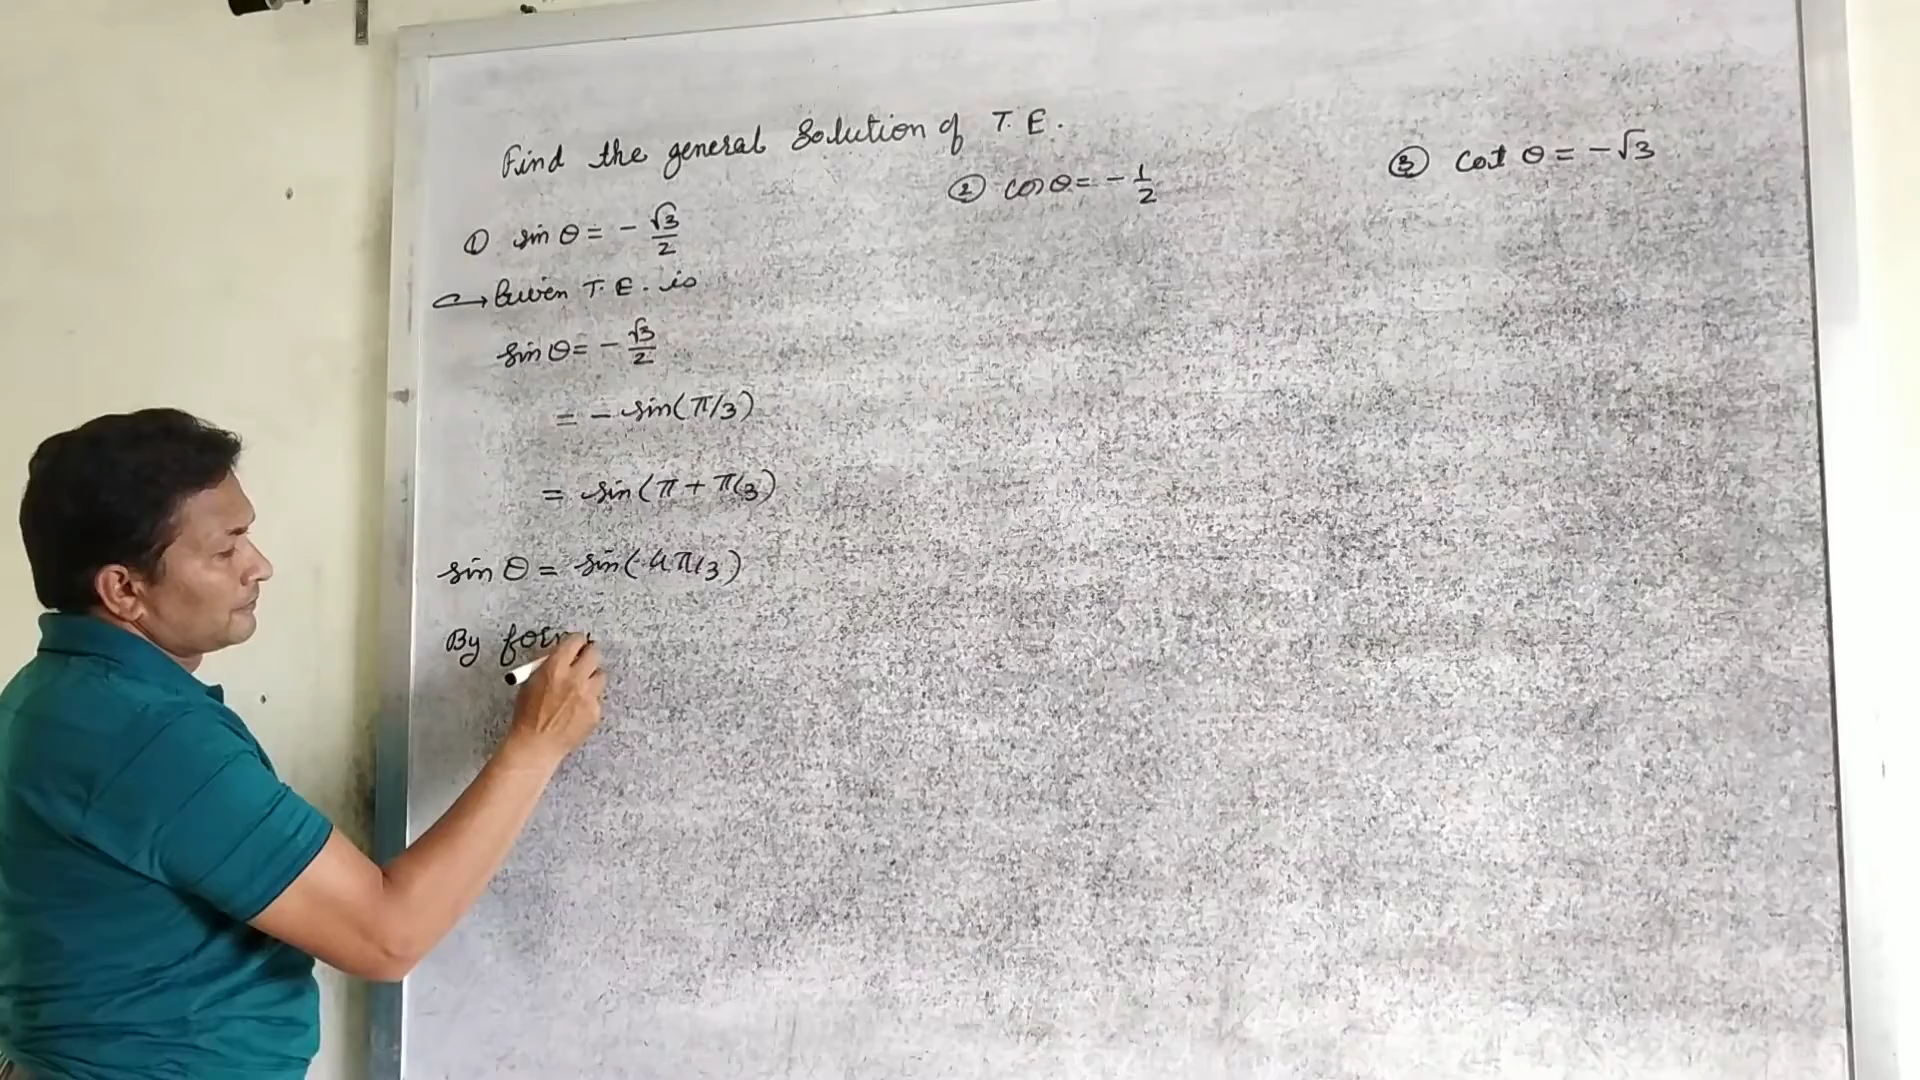 Find the general Solution of T. E.
① sin θ = - √3/2
② cos θ = - 1/2
③ cot θ = - √3
Given T. E. is
sin θ = - √3/2
= - sin(π/3)
= sin(π + π/3)
sin θ = sin(4π/3)
By form